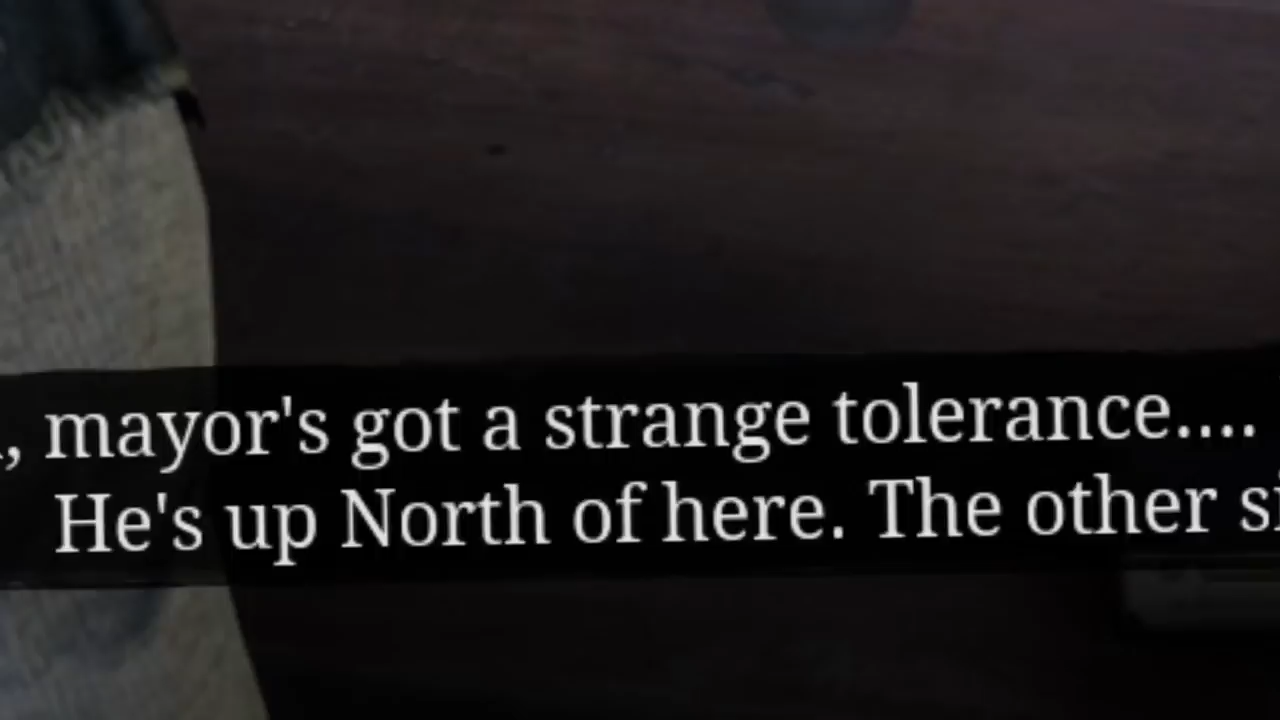 , mayor's got a strange tolerance....
He's up North of here. The other